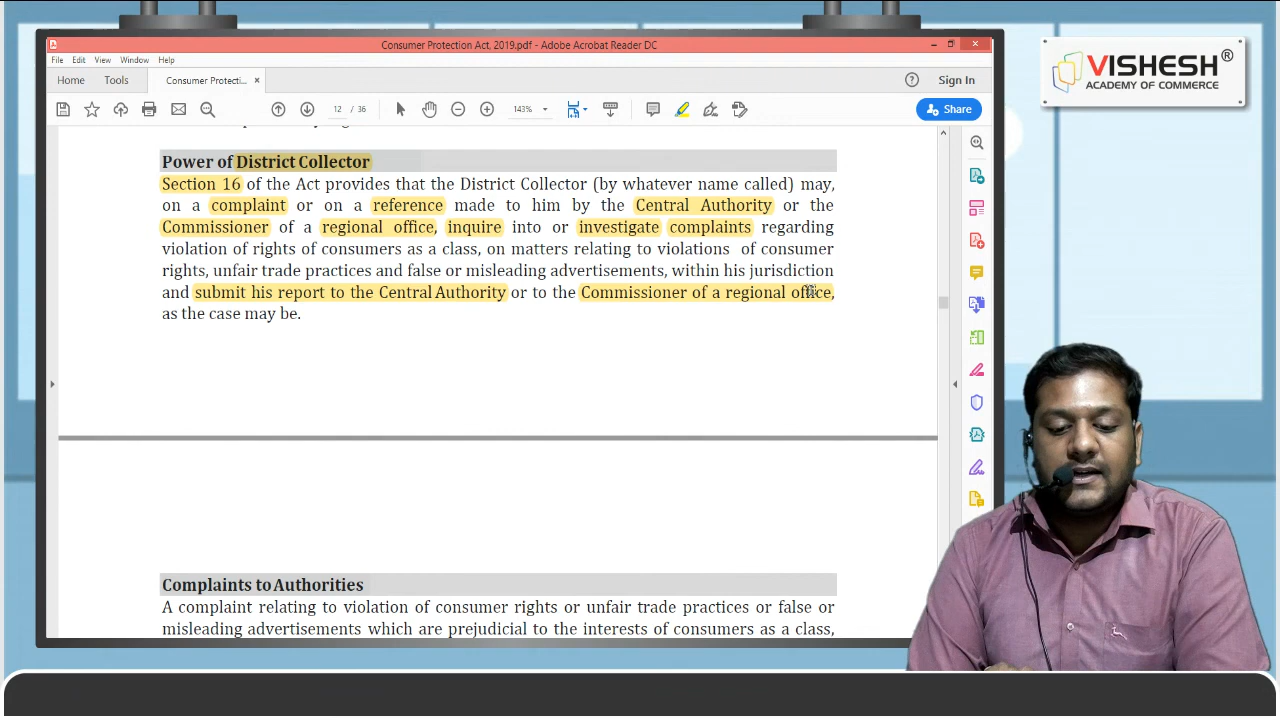 Consumer Protection Act, 2019.pdf - Adobe Acrobat Reader DC
File Edit View Window Help
Home Tools Consumer Protecti... × Sign In
12 / 36 143% Share
Power of District Collector
Section 16 of the Act provides that the District Collector (by whatever name called) may,
on a complaint or on a reference made to him by the Central Authority or the
Commissioner of a regional office, inquire into or investigate complaints regarding
violation of rights of consumers as a class, on matters relating to violations of consumer
rights, unfair trade practices and false or misleading advertisements, within his jurisdiction
and submit his report to the Central Authority or to the Commissioner of a regional office,
as the case may be.
Complaints to Authorities
A complaint relating to violation of consumer rights or unfair trade practices or false or
misleading advertisements which are prejudicial to the interests of consumers as a class,
VISHESH®
ACADEMY OF COMMERCE